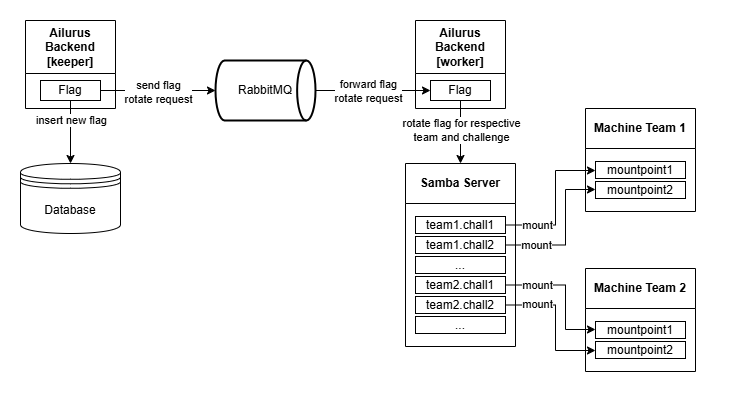 Ailurus
Backend
[keeper]
Flag
send flag
rotate request
RabbitMQ
forward flag
rotate request
Ailurus
Backend
[worker]
Flag
insert new flag
Database
rotate flag for respective
team and challenge
Samba Server
team1.chall1
team1.chall2
...
team2.chall1
team2.chall2
...
mount
mount
mount
mount
Machine Team 1
mountpoint1
mountpoint2
Machine Team 2
mountpoint1
mountpoint2